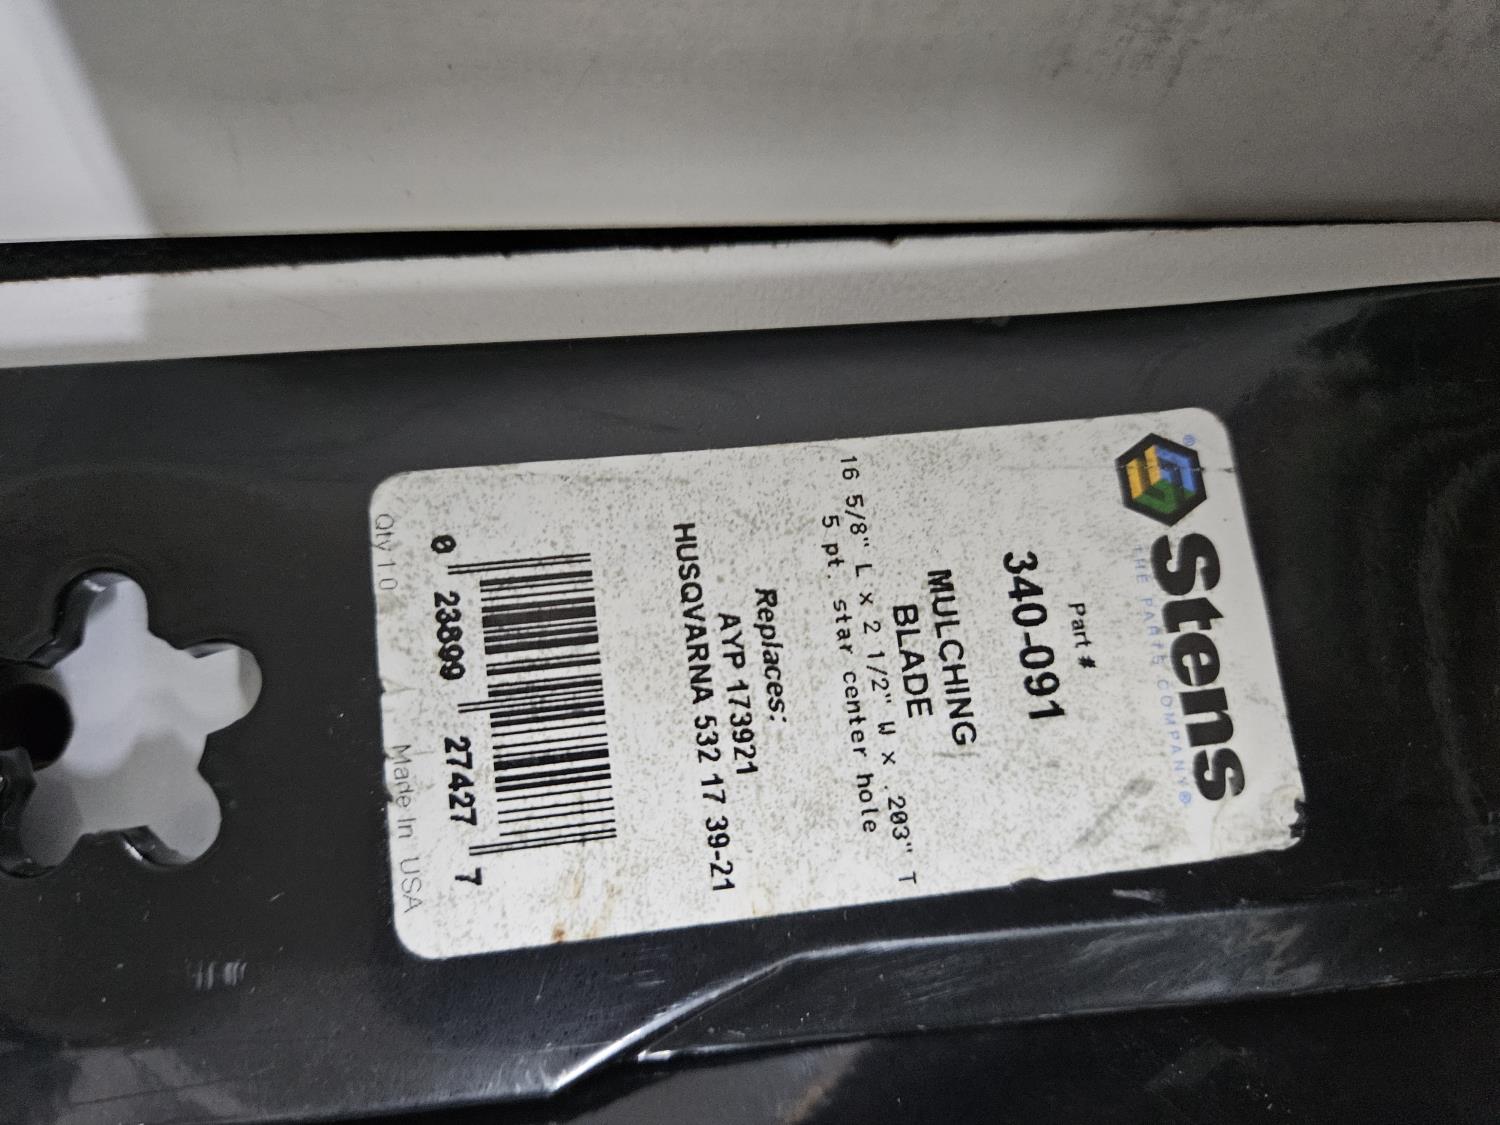 Stens®
THE PARTS COMPANY®
Part #
340-091
MULCHING
BLADE
16 5/8" L x 2 1/2" W x .203" T
5 pt. star center hole
Replaces:
AYP 173921
HUSQVARNA 532 17 39-21
0 23899 27427 7
Qty 1.0 Made In USA